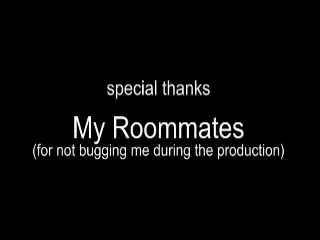 special thanks
My Roommates
(for not bugging me during the production)